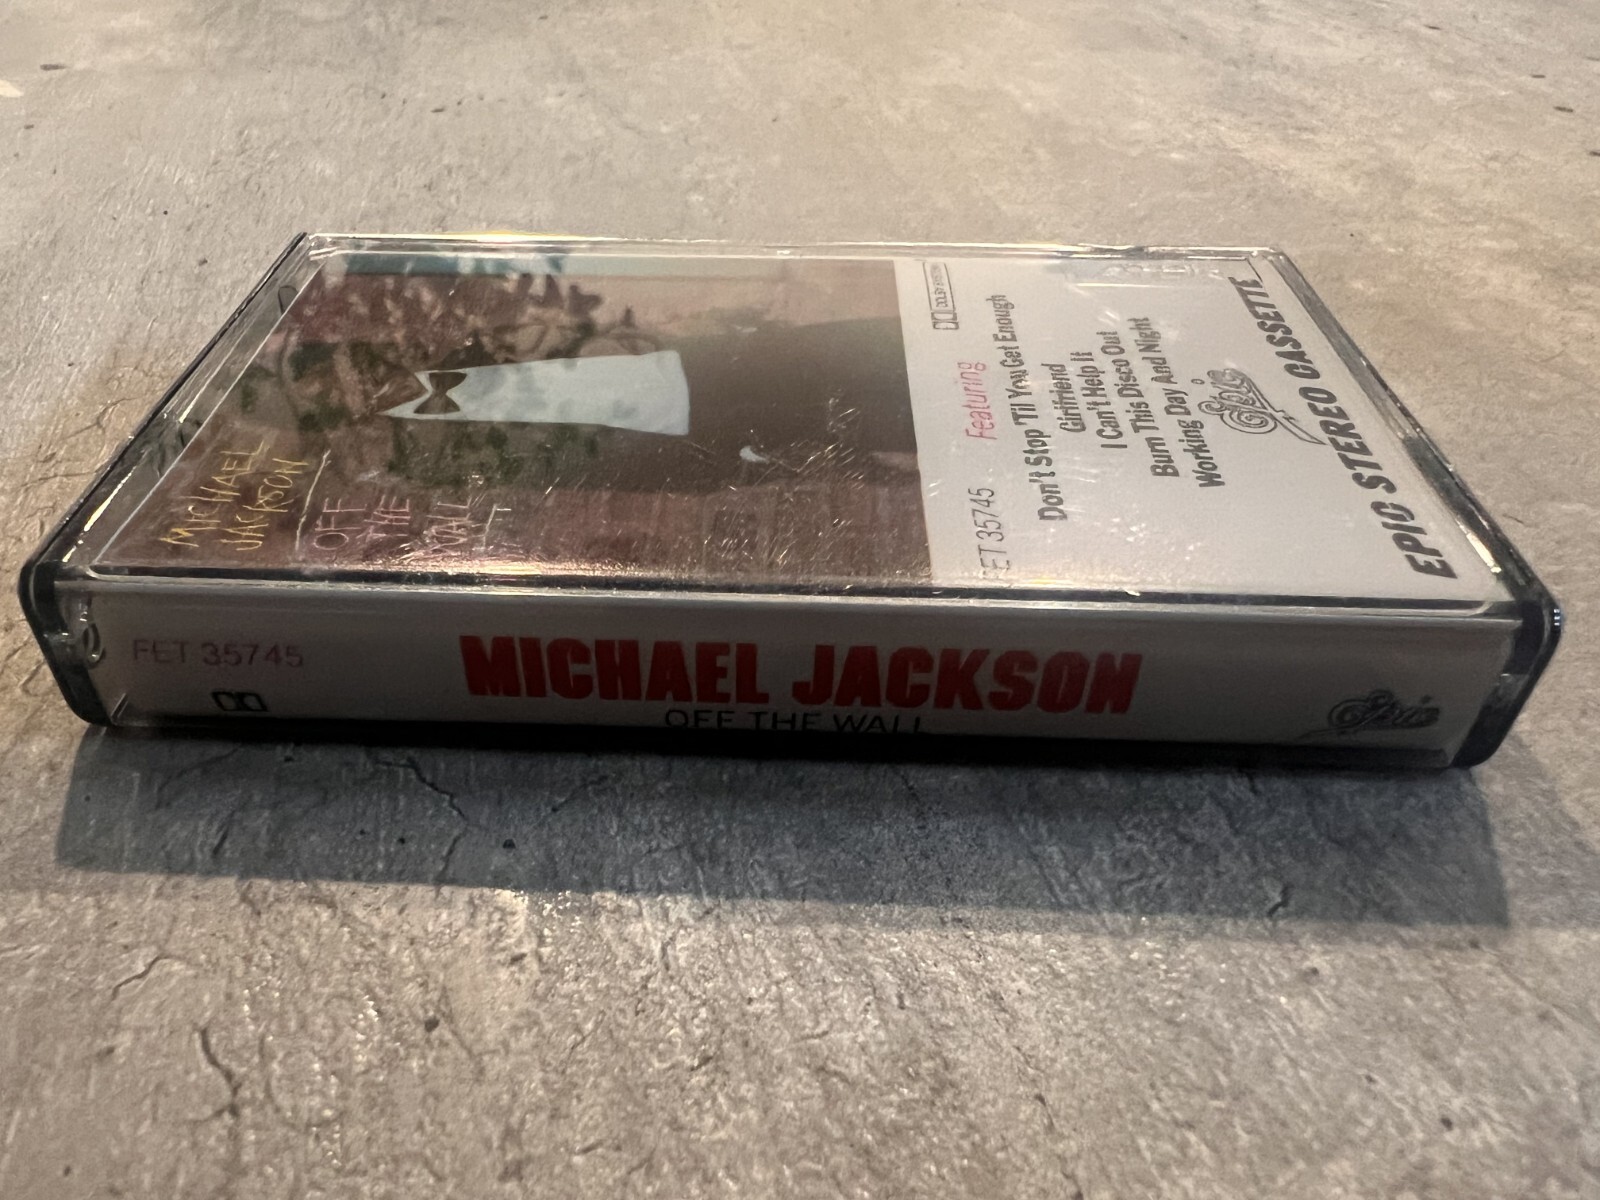 MICHAEL
JACKSON
OFF
THE
WALL
DOLBY SYSTEM
FET 35745
Featuring
Don't Stop 'Til You Get Enough
Girlfriend
I Can't Help It
Burn This Disco Out
Working Day And Night
Epic
EPIC STEREO CASSETTE
FET 35745
MICHAEL JACKSON
OFF THE WALL
Epic